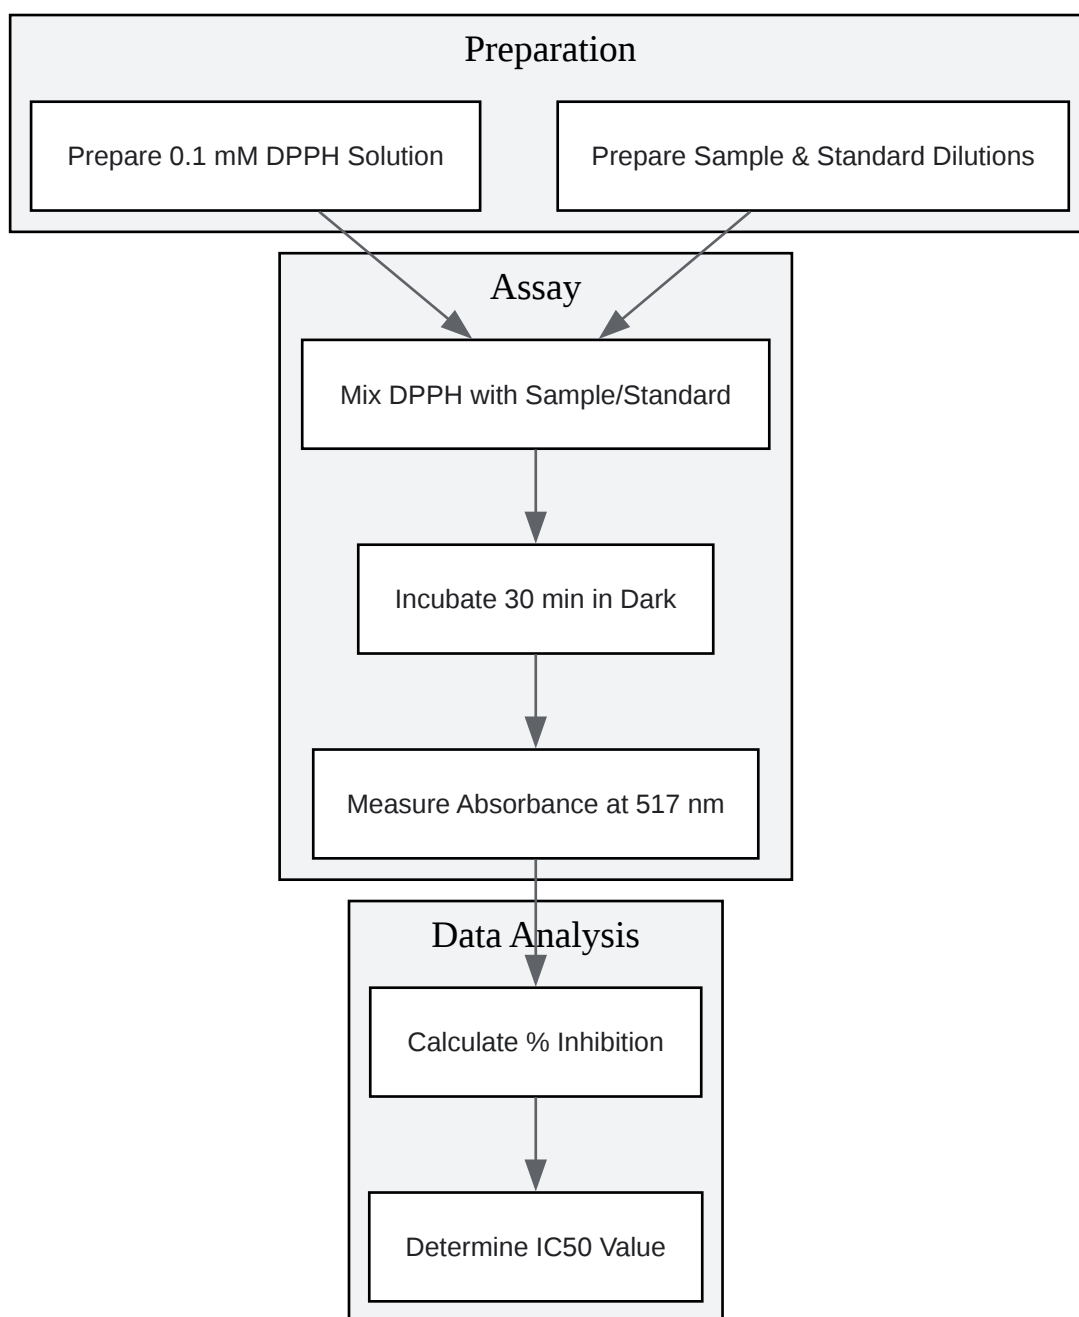 Preparation
Prepare 0.1 mM DPPH Solution
Prepare Sample & Standard Dilutions
Assay
Mix DPPH with Sample/Standard
Incubate 30 min in Dark
Measure Absorbance at 517 nm
Data Analysis
Calculate % Inhibition
Determine IC50 Value